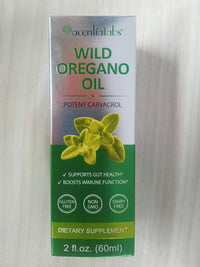 acentialabs®
WILD
OREGANO
OIL
POTENT CARVACROL
✓ SUPPORTS GUT HEALTH*
✓ BOOSTS IMMUNE FUNCTION*
GLUTEN FREE
NON GMO
DAIRY FREE
DIETARY SUPPLEMENT
2 fl.oz. (60ml)